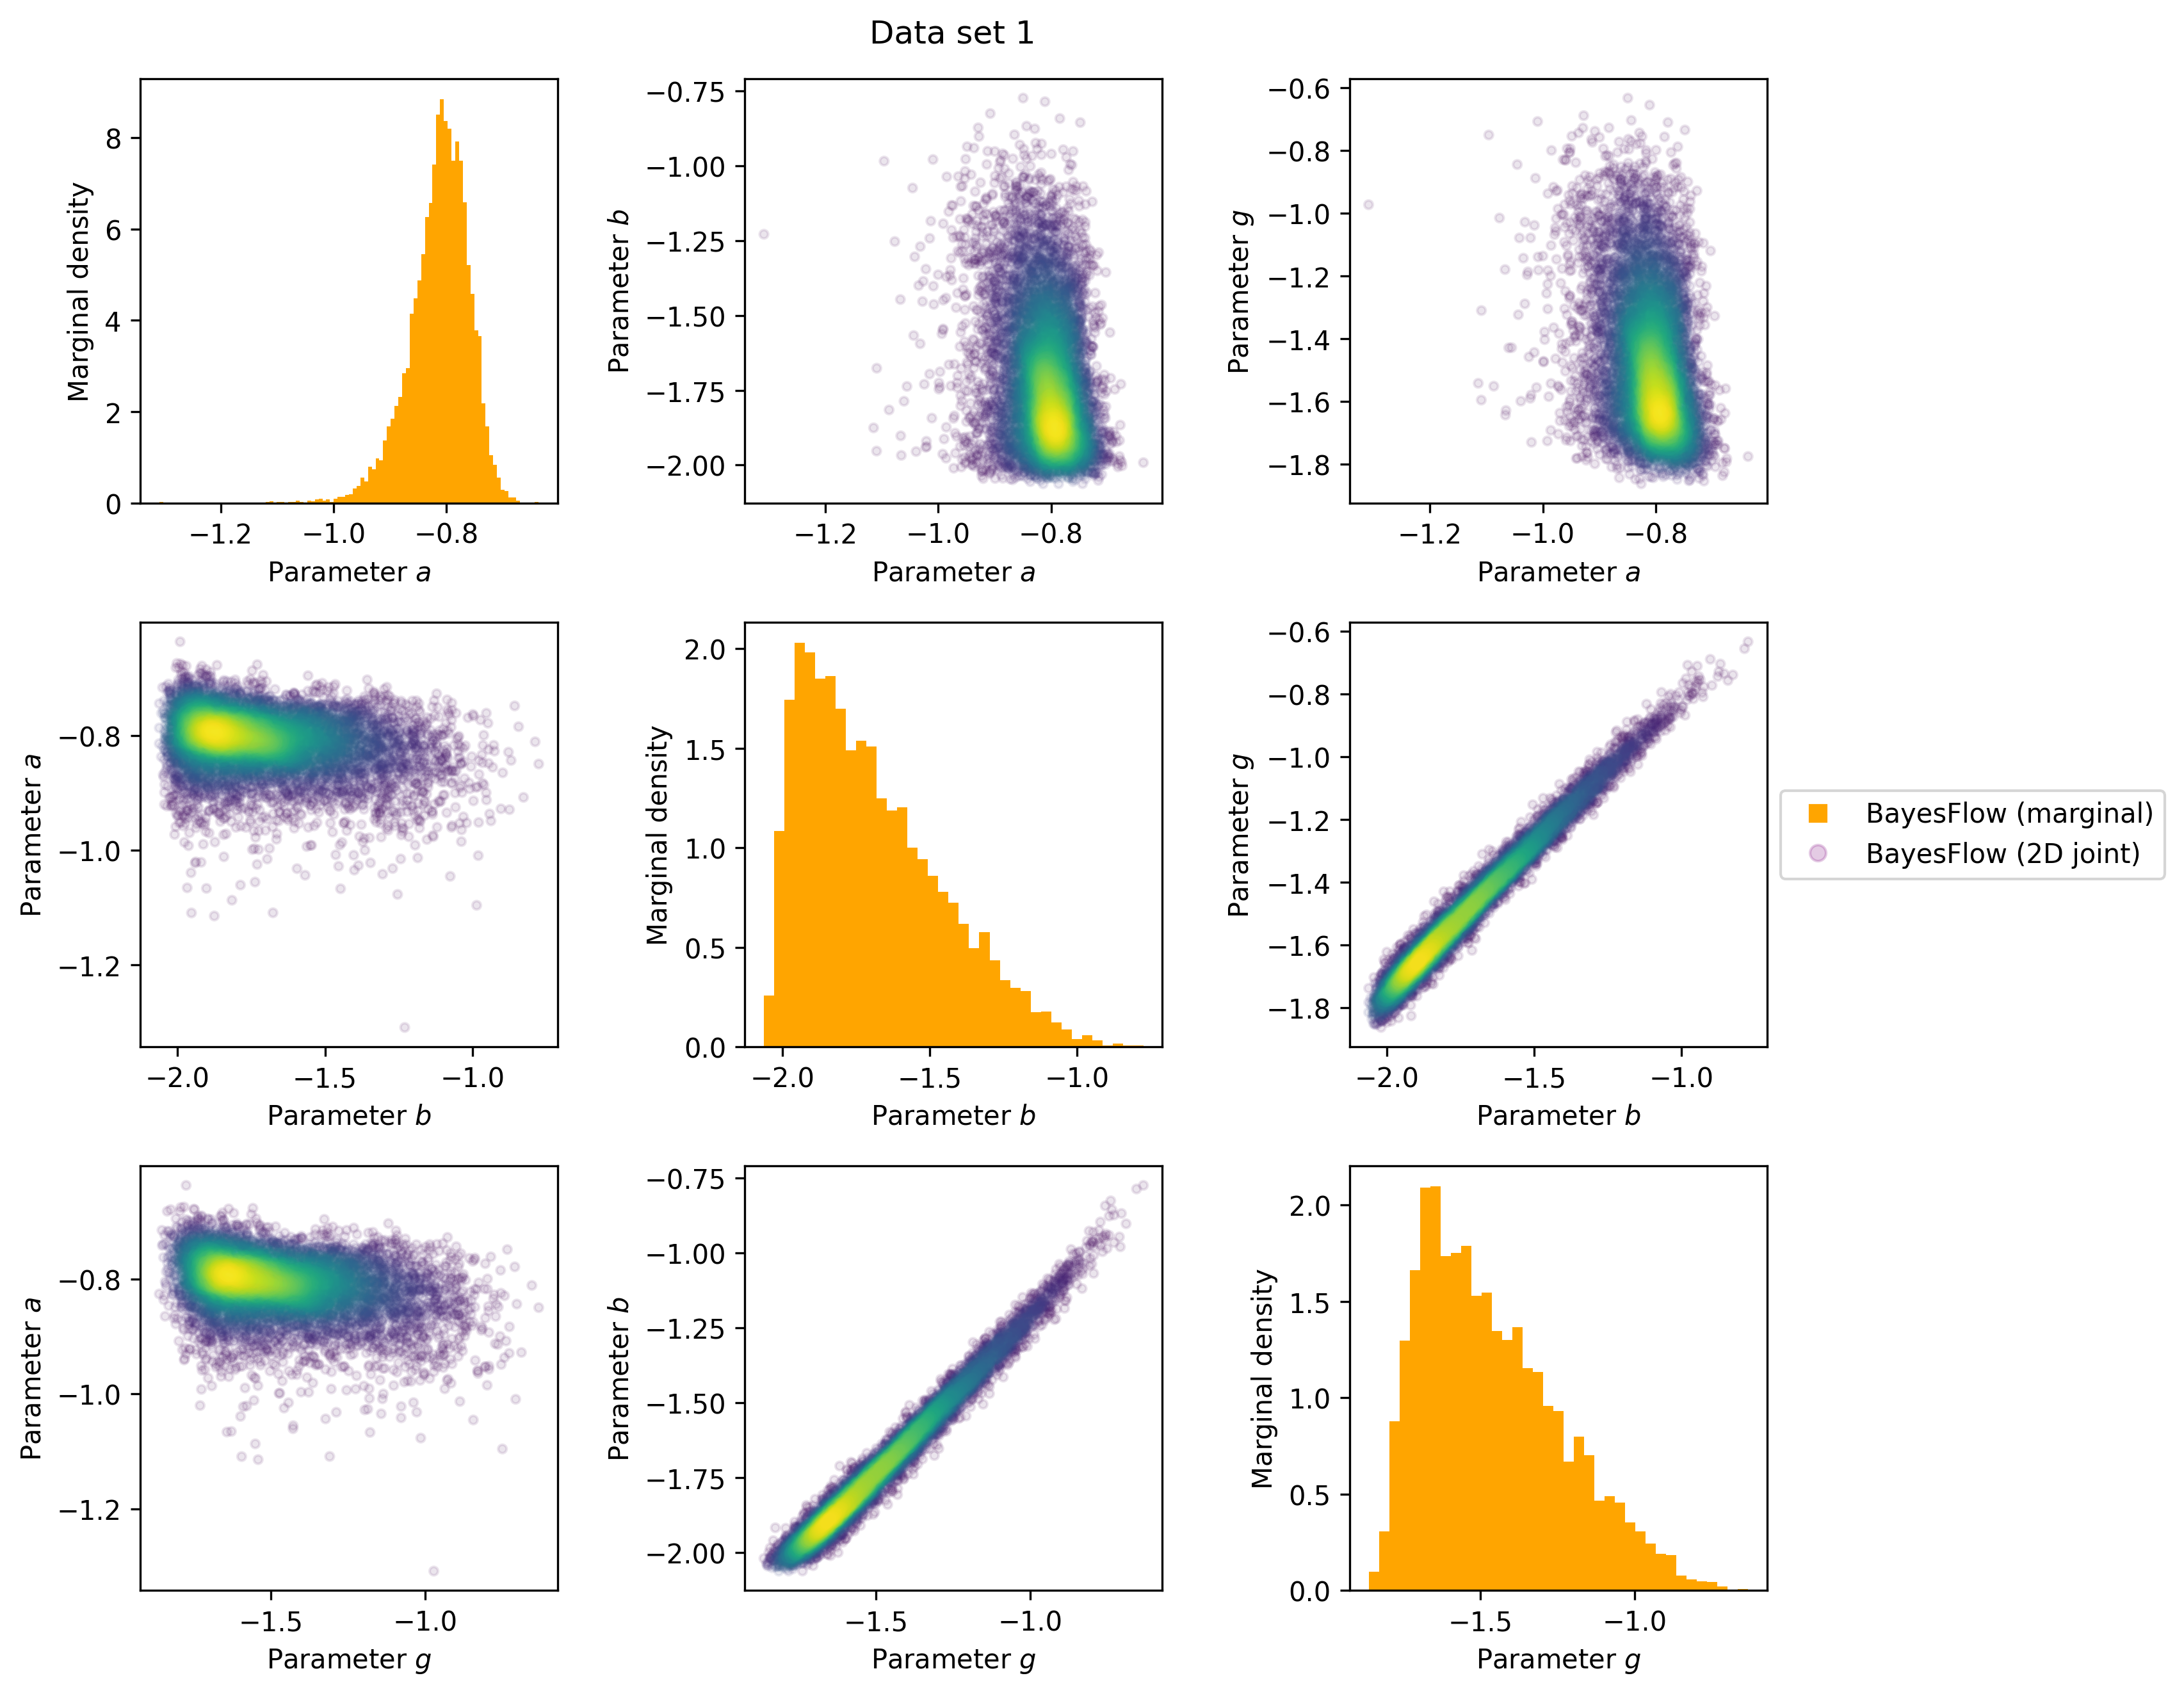 Data set 1
Marginal density
8
6
4
2
0
−1.2 −1.0 −0.8
Parameter a
Parameter b
−0.75
−1.00
−1.25
−1.50
−1.75
−2.00
−1.2 −1.0 −0.8
Parameter a
Parameter g
−0.6
−0.8
−1.0
−1.2
−1.4
−1.6
−1.8
−1.2 −1.0 −0.8
Parameter a
Parameter a
−0.8
−1.0
−1.2
−2.0 −1.5 −1.0
Parameter b
Marginal density
2.0
1.5
1.0
0.5
0.0
−2.0 −1.5 −1.0
Parameter b
Parameter g
−0.6
−0.8
−1.0
−1.2
−1.4
−1.6
−1.8
−2.0 −1.5 −1.0
Parameter b
BayesFlow (marginal)
BayesFlow (2D joint)
Parameter a
−0.8
−1.0
−1.2
−1.5 −1.0
Parameter g
Parameter b
−0.75
−1.00
−1.25
−1.50
−1.75
−2.00
−1.5 −1.0
Parameter g
Marginal density
2.0
1.5
1.0
0.5
0.0
−1.5 −1.0
Parameter g